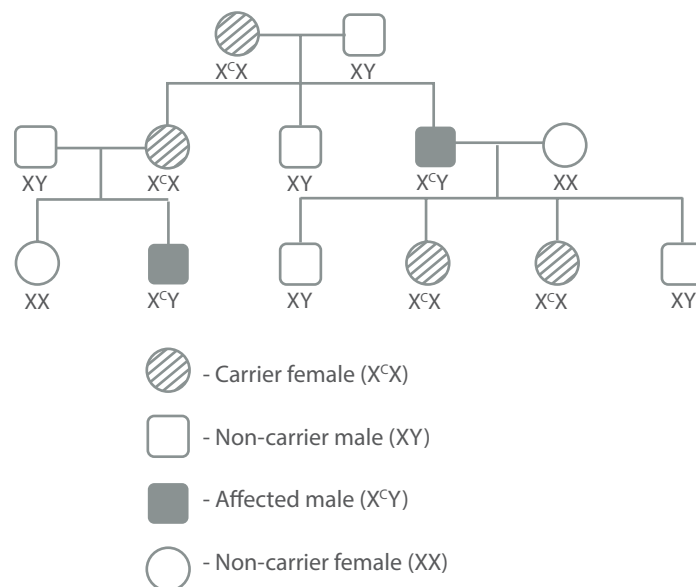 XᶜX XY
XY XᶜX XY XᶜY XX
XX XᶜY XY XᶜX XᶜX XY
- Carrier female (XᶜX)
- Non-carrier male (XY)
- Affected male (XᶜY)
- Non-carrier female (XX)